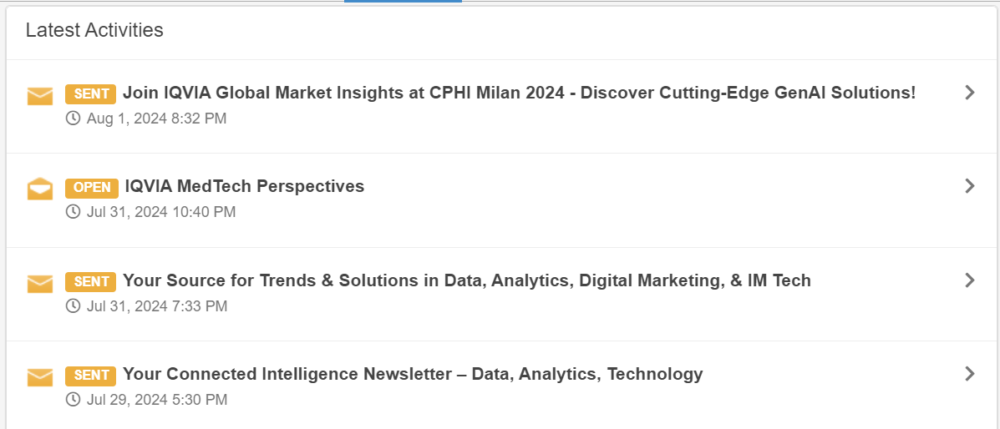 Latest Activities
SENT Join IQVIA Global Market Insights at CPHI Milan 2024 - Discover Cutting-Edge GenAI Solutions!
Aug 1, 2024 8:32 PM
OPEN IQVIA MedTech Perspectives
Jul 31, 2024 10:40 PM
SENT Your Source for Trends & Solutions in Data, Analytics, Digital Marketing, & IM Tech
Jul 31, 2024 7:33 PM
SENT Your Connected Intelligence Newsletter – Data, Analytics, Technology
Jul 29, 2024 5:30 PM